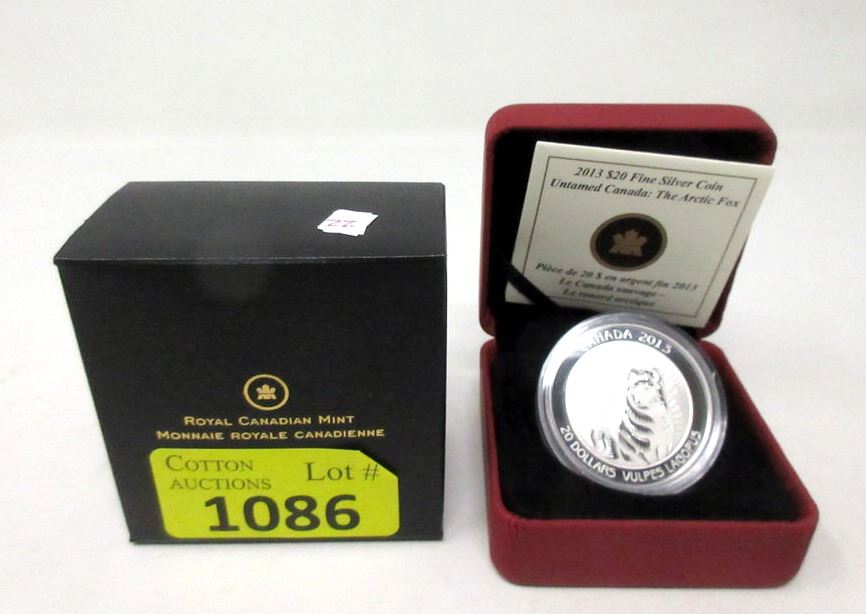 22
ROYAL CANADIAN MINT
MONNAIE ROYALE CANADIENNE
COTTON
AUCTIONS
Lot #
1086
2013 $20 Fine Silver Coin
Untamed Canada: The Arctic Fox
Pièce de 20 $ en argent fin 2013
Le Canada sauvage –
Le renard arctique
CANADA 2013
20 DOLLARS VULPES LAGOPUS